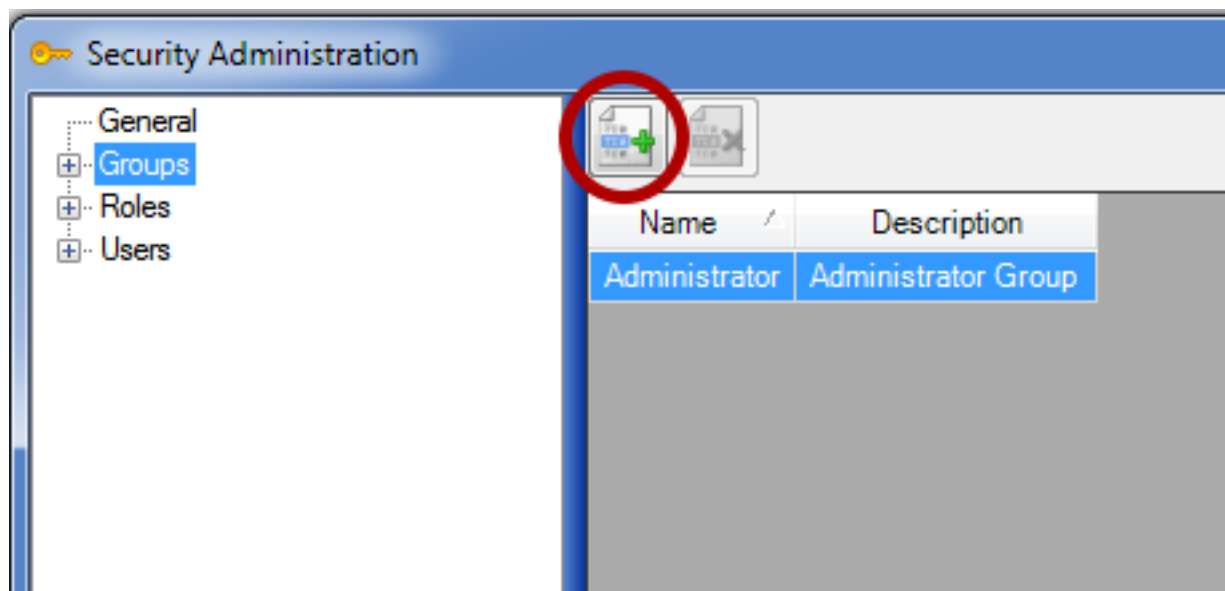 Security Administration
General
Groups
Roles
Users
Name Description
Administrator Administrator Group